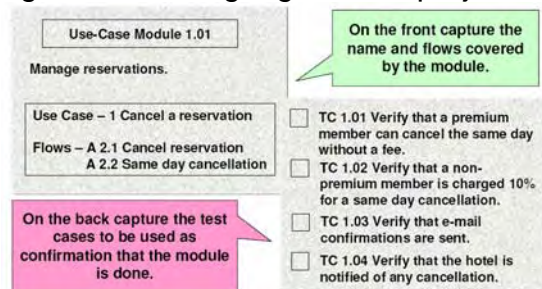 Use-Case Module 1.01
Manage reservations.
Use Case – 1 Cancel a reservation
Flows – A 2.1 Cancel reservation
A 2.2 Same day cancellation
On the front capture the
name and flows covered
by the module.
On the back capture the test
cases to be used as
confirmation that the module
is done.
TC 1.01 Verify that a premium
member can cancel the same day
without a fee.
TC 1.02 Verify that a non-
premium member is charged 10%
for a same day cancellation.
TC 1.03 Verify that e-mail
confirmations are sent.
TC 1.04 Verify that the hotel is
notified of any cancellation.